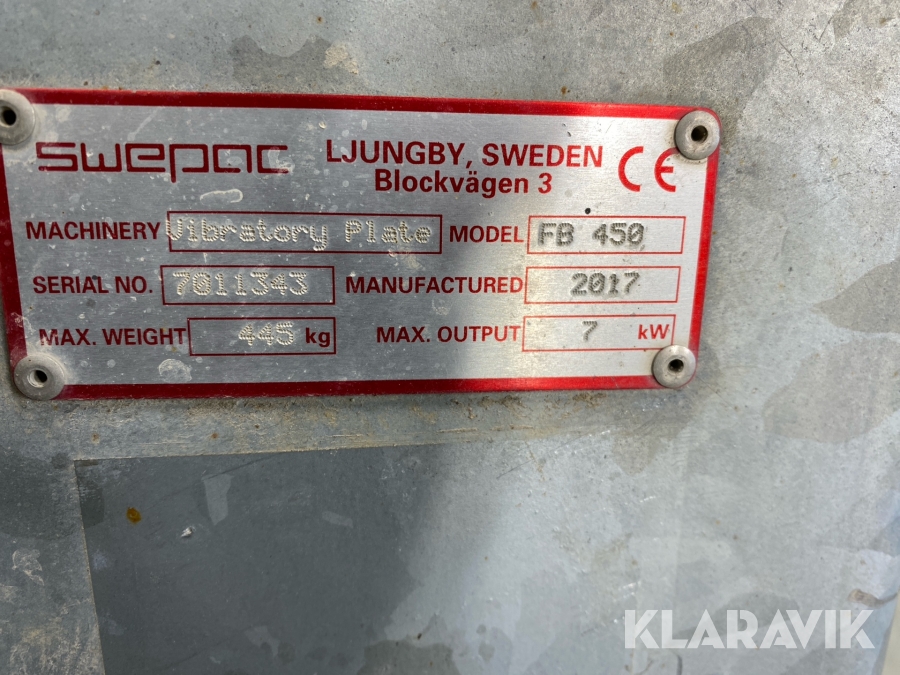 swepac LJUNGBY, SWEDEN CE
Blockvägen 3
MACHINERY Vibratory Plate MODEL FB 450
SERIAL NO. 7011343 MANUFACTURED 2017
MAX. WEIGHT 445 kg MAX. OUTPUT 7 kW
KLARAVIK